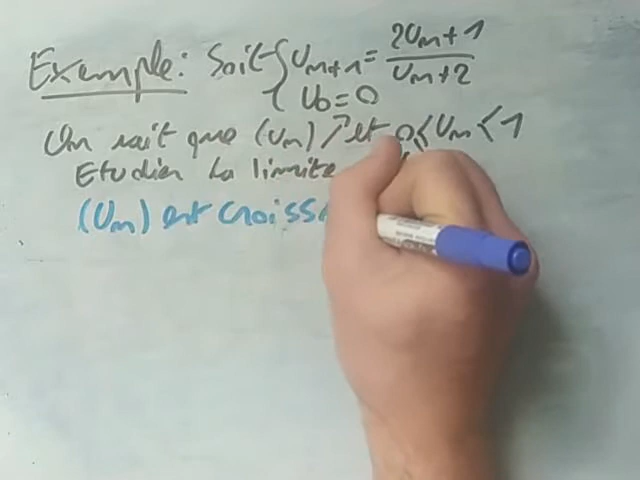 Exemple: Soit { Un+1 = 2Un+1 / Un+2
U0 = 0
On sait que (Un) ↗ et 0 ≤ Un ≤ 1
Etudier la limite
(Un) est croiss